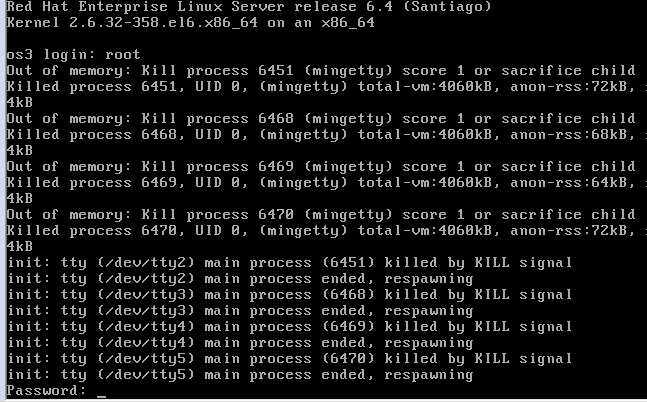 Red Hat Enterprise Linux Server release 6.4 (Santiago)
Kernel 2.6.32-358.el6.x86_64 on an x86_64
os3 login: root
Out of memory: Kill process 6451 (mingetty) score 1 or sacrifice child
Killed process 6451, UID 0, (mingetty) total-vm:4060kB, anon-rss:72kB,
4kB
Out of memory: Kill process 6468 (mingetty) score 1 or sacrifice child
Killed process 6468, UID 0, (mingetty) total-vm:4060kB, anon-rss:68kB,
4kB
Out of memory: Kill process 6469 (mingetty) score 1 or sacrifice child
Killed process 6469, UID 0, (mingetty) total-vm:4060kB, anon-rss:64kB,
4kB
Out of memory: Kill process 6470 (mingetty) score 1 or sacrifice child
Killed process 6470, UID 0, (mingetty) total-vm:4060kB, anon-rss:72kB,
4kB
init: tty (/dev/tty2) main process (6451) killed by KILL signal
init: tty (/dev/tty2) main process ended, respawning
init: tty (/dev/tty3) main process (6468) killed by KILL signal
init: tty (/dev/tty3) main process ended, respawning
init: tty (/dev/tty4) main process (6469) killed by KILL signal
init: tty (/dev/tty4) main process ended, respawning
init: tty (/dev/tty5) main process (6470) killed by KILL signal
init: tty (/dev/tty5) main process ended, respawning
Password: _